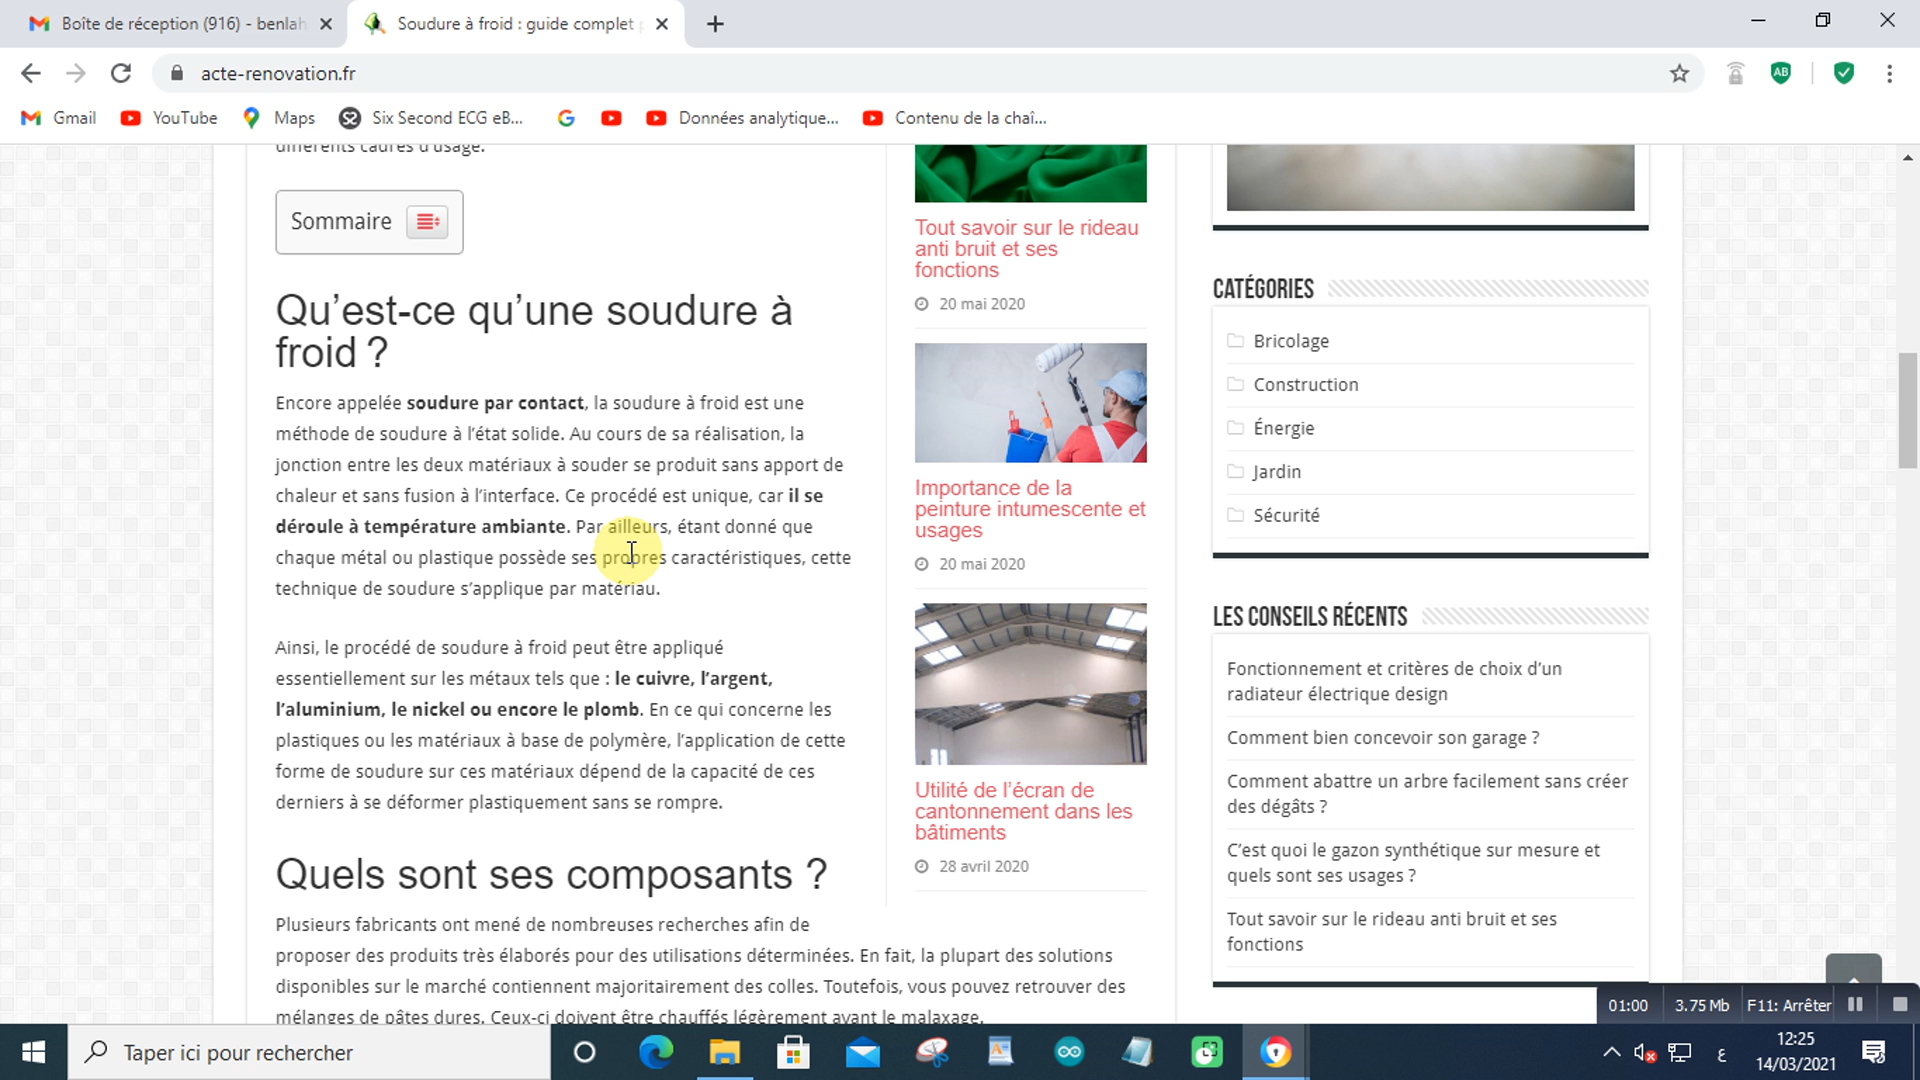 Boîte de réception (916) - benlah
Soudure à froid : guide complet
acte-renovation.fr
AB
Gmail
YouTube
Maps
Six Second ECG eB...
Données analytique...
Contenu de la chaî...
différents cadres d'usage.
Sommaire
Qu’est-ce qu’une soudure à
froid ?
Encore appelée soudure par contact, la soudure à froid est une
méthode de soudure à l’état solide. Au cours de sa réalisation, la
jonction entre les deux matériaux à souder se produit sans apport de
chaleur et sans fusion à l’interface. Ce procédé est unique, car il se
déroule à température ambiante. Par ailleurs, étant donné que
chaque métal ou plastique possède ses propres caractéristiques, cette
technique de soudure s’applique par matériau.
Ainsi, le procédé de soudure à froid peut être appliqué
essentiellement sur les métaux tels que : le cuivre, l’argent,
l’aluminium, le nickel ou encore le plomb. En ce qui concerne les
plastiques ou les matériaux à base de polymère, l’application de cette
forme de soudure sur ces matériaux dépend de la capacité de ces
derniers à se déformer plastiquement sans se rompre.
Quels sont ses composants ?
Plusieurs fabricants ont mené de nombreuses recherches afin de
proposer des produits très élaborés pour des utilisations déterminées. En fait, la plupart des solutions
disponibles sur le marché contiennent majoritairement des colles. Toutefois, vous pouvez retrouver des
mélanges de pâtes dures. Ceux-ci doivent être chauffés légèrement avant le malaxage.
Tout savoir sur le rideau
anti bruit et ses
fonctions
20 mai 2020
Importance de la
peinture intumescente et
usages
20 mai 2020
Utilité de l’écran de
cantonnement dans les
bâtiments
28 avril 2020
CATÉGORIES
Bricolage
Construction
Énergie
Jardin
Sécurité
LES CONSEILS RÉCENTS
Fonctionnement et critères de choix d’un
radiateur électrique design
Comment bien concevoir son garage ?
Comment abattre un arbre facilement sans créer
des dégâts ?
C’est quoi le gazon synthétique sur mesure et
quels sont ses usages ?
Tout savoir sur le rideau anti bruit et ses
fonctions
01:00
3.75 Mb
F11: Arrêter
Taper ici pour rechercher
ع
12:25
14/03/2021